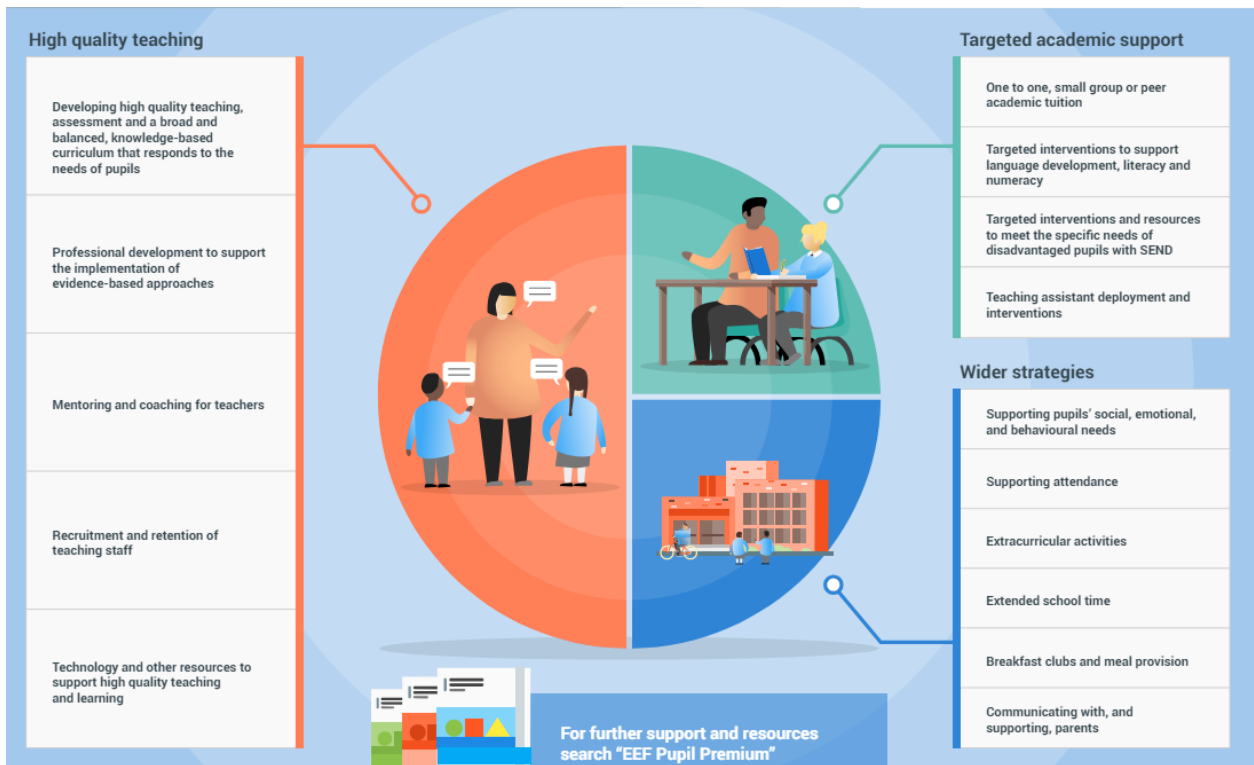 High quality teaching
Developing high quality teaching,
assessment and a broad and
balanced, knowledge-based
curriculum that responds to the
needs of pupils
Professional development to support
the implementation of
evidence-based approaches
Mentoring and coaching for teachers
Recruitment and retention of
teaching staff
Technology and other resources to
support high quality teaching
and learning
Targeted academic support
One to one, small group or peer
academic tuition
Targeted interventions to support
language development, literacy and
numeracy
Targeted interventions and resources
to meet the specific needs of
disadvantaged pupils with SEND
Teaching assistant deployment and
interventions
Wider strategies
Supporting pupils’ social, emotional,
and behavioural needs
Supporting attendance
Extracurricular activities
Extended school time
Breakfast clubs and meal provision
Communicating with, and
supporting, parents
For further support and resources
search “EEF Pupil Premium”